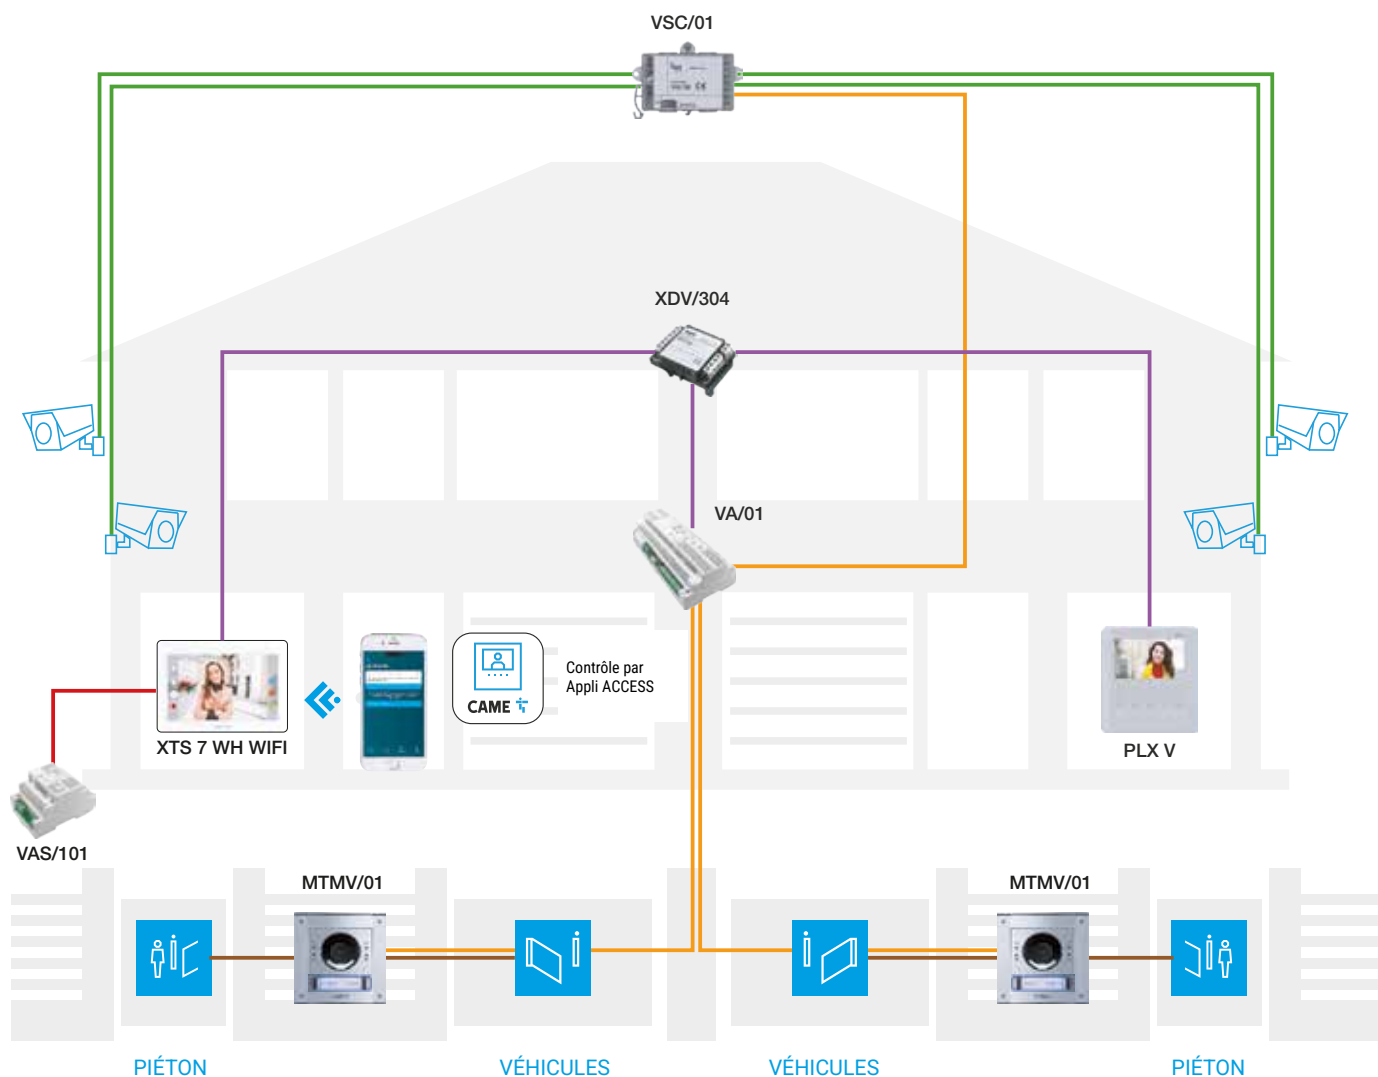 VSC/01
XDV/304
VA/01
Contrôle par
Appli ACCESS
CAME
XTS 7 WH WIFI
PLX V
VAS/101
MTMV/01
MTMV/01
PIÉTON
VÉHICULES
VÉHICULES
PIÉTON